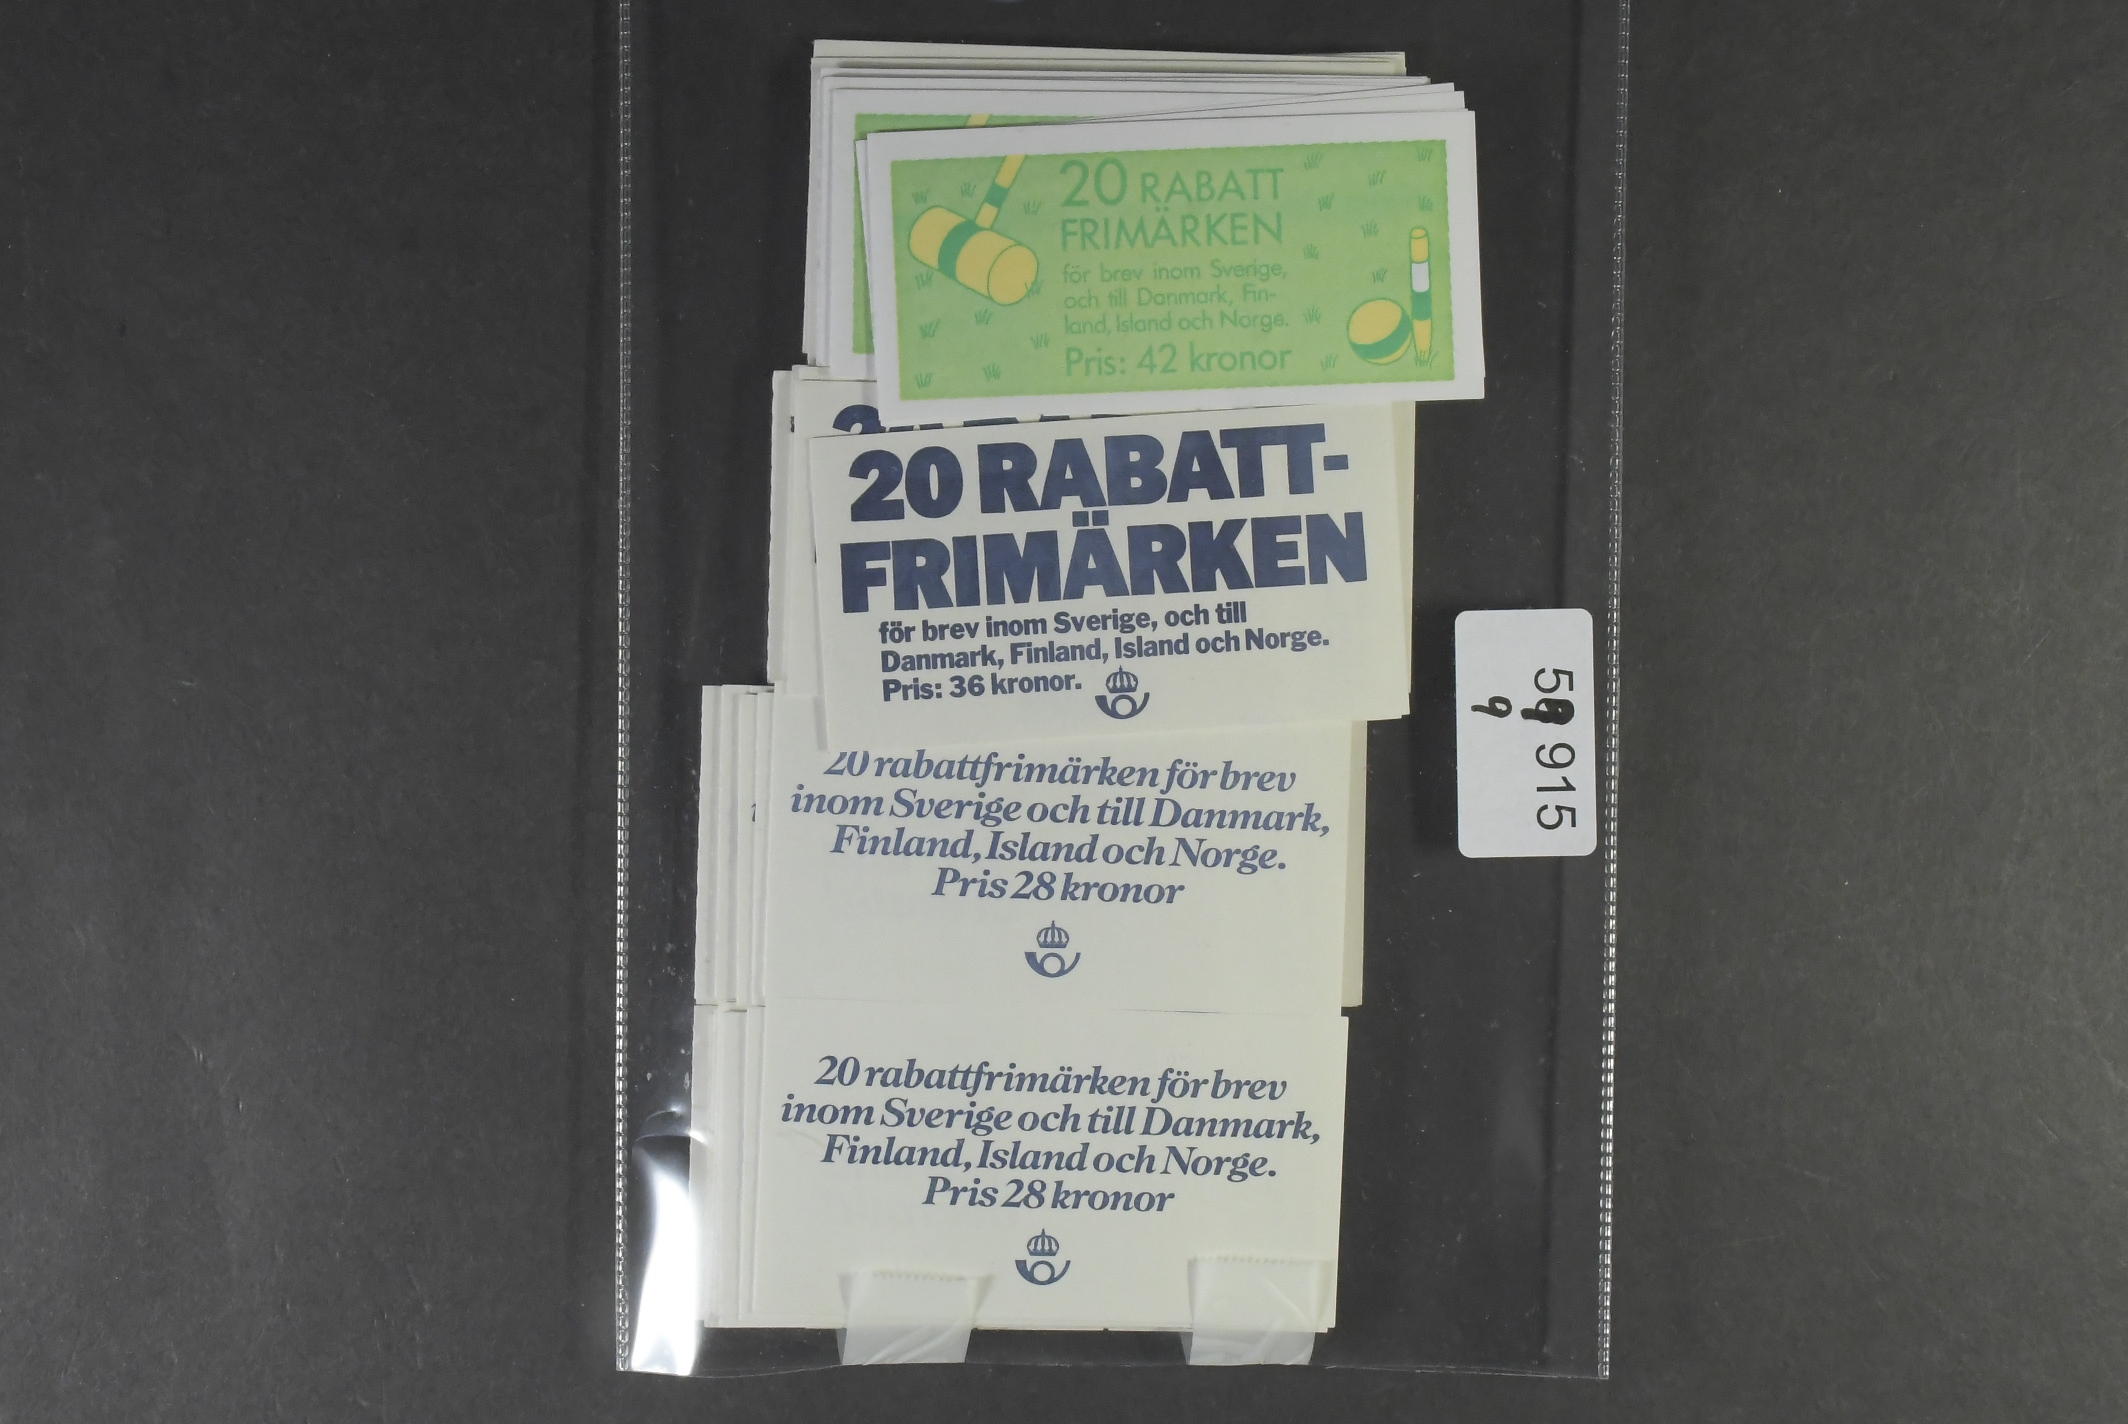 20 RABATT
FRIMÄRKEN
för brev inom Sverige,
och till Danmark, Fin-
land, Island och Norge.
Pris: 42 kronor
20 RABATT-
FRIMÄRKEN
för brev inom Sverige, och till
Danmark, Finland, Island och Norge.
Pris: 36 kronor.
20 rabattfrimärken för brev
inom Sverige och till Danmark,
Finland, Island och Norge.
Pris 28 kronor
20 rabattfrimärken för brev
inom Sverige och till Danmark,
Finland, Island och Norge.
Pris 28 kronor
915
9